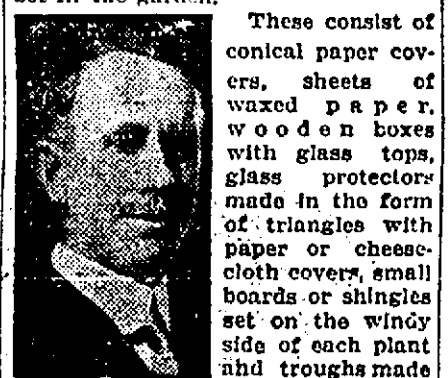 in the garden.
These consist of
conical paper cov-
ers, sheets of
waxed paper,
wooden boxes
with glass tops,
glass protectors
made in the form
of triangles with
paper or cheese-
cloth covers, small
boards or shingles
set on the windy
side of each plant
and troughs made